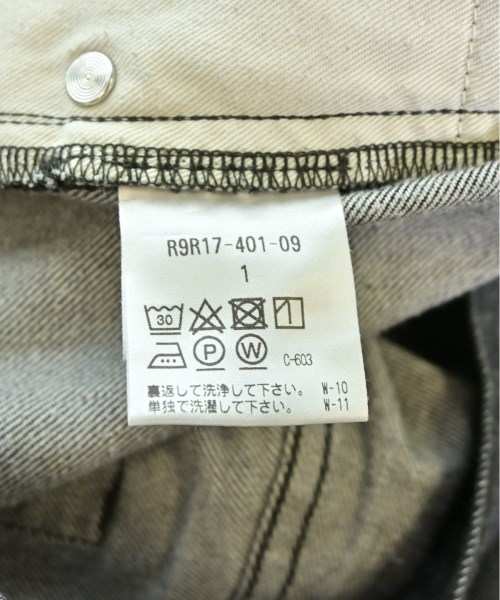 R9R17-401-09
1
30
P W C-603
裏返して洗浄して下さい。 W-10
単独で洗濯して下さい。 W-11